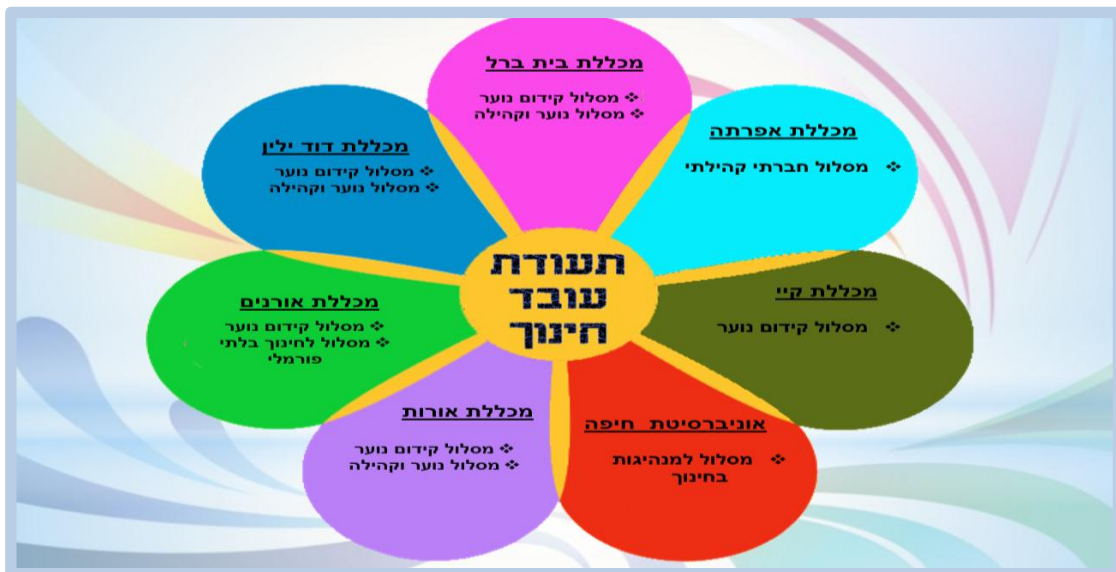 מכללת בית ברל
❖ מסלול קידום נוער
❖ מסלול נוער וקהילה
מכללת אפרתה
❖ מסלול חברתי קהילתי
מכללת קיי
❖ מסלול קידום נוער
אוניברסיטת חיפה
❖ מסלול למנהיגות
בחינוך
מכללת אורות
❖ מסלול קידום נוער
❖ מסלול נוער וקהילה
מכללת אורנים
❖ מסלול קידום נוער
❖ מסלול לחינוך בלתי
פורמלי
מכללת דוד ילין
❖ מסלול קידום נוער
❖ מסלול נוער וקהילה
תעודת
עובד
חינוך